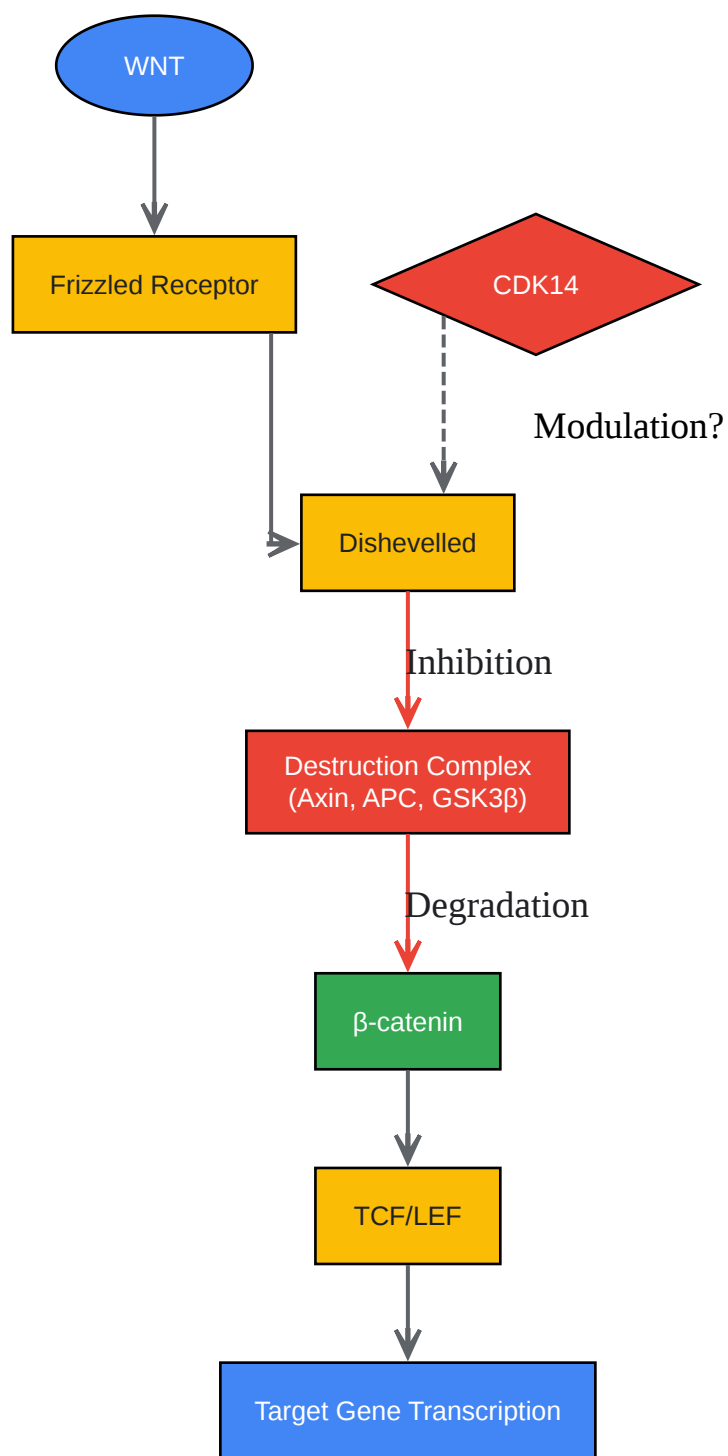 WNT
Frizzled Receptor
CDK14
Modulation?
Dishevelled
Inhibition
Destruction Complex
(Axin, APC, GSK3β)
Degradation
β-catenin
TCF/LEF
Target Gene Transcription